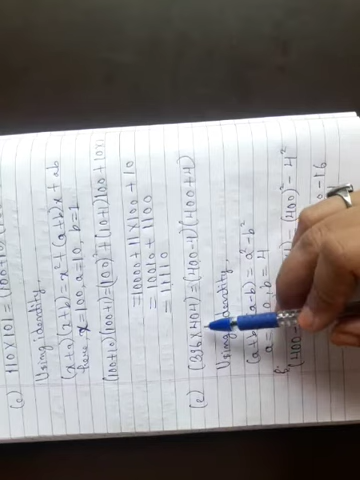 (c) 110 × 101 = (100+10)(100
Using identity
(x+a)(x+b) = x² + (a+b)x + ab
here, x = 100, a = 10, b = 1
(100+10)(100+1) = (100)² + (10+1)100 + 10×1
= 10000 + 11 × 100 + 10
= 10010 + 1100
= 11110
(e) (396 × 404) = (400-4)(400+4)
Using identity,
= a² - b²
b = 4
(400 (400)² - 4²
- 16